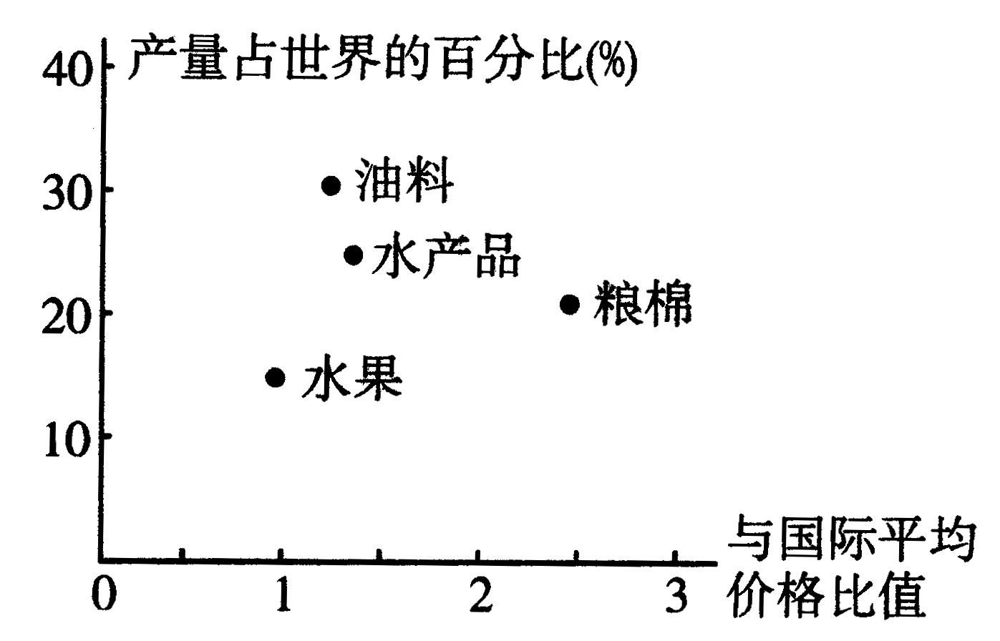 产量占世界的百分比(%)
40
30
20
10
油料
水产品
粮棉
水果
0 1 2 3
与国际平均
价格比值